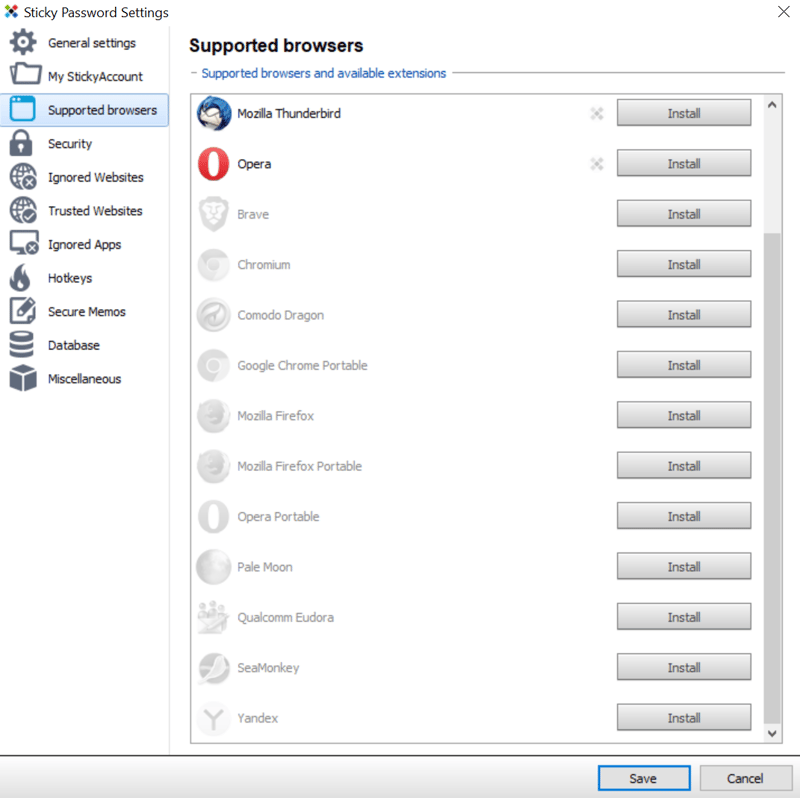 Sticky Password Settings
General settings
My StickyAccount
Supported browsers
Security
Ignored Websites
Trusted Websites
Ignored Apps
Hotkeys
Secure Memos
Database
Miscellaneous
Supported browsers
Supported browsers and available extensions
Mozilla Thunderbird Install
Opera Install
Brave Install
Chromium Install
Comodo Dragon Install
Google Chrome Portable Install
Mozilla Firefox Install
Mozilla Firefox Portable Install
Opera Portable Install
Pale Moon Install
Qualcomm Eudora Install
SeaMonkey Install
Yandex Install
Save Cancel